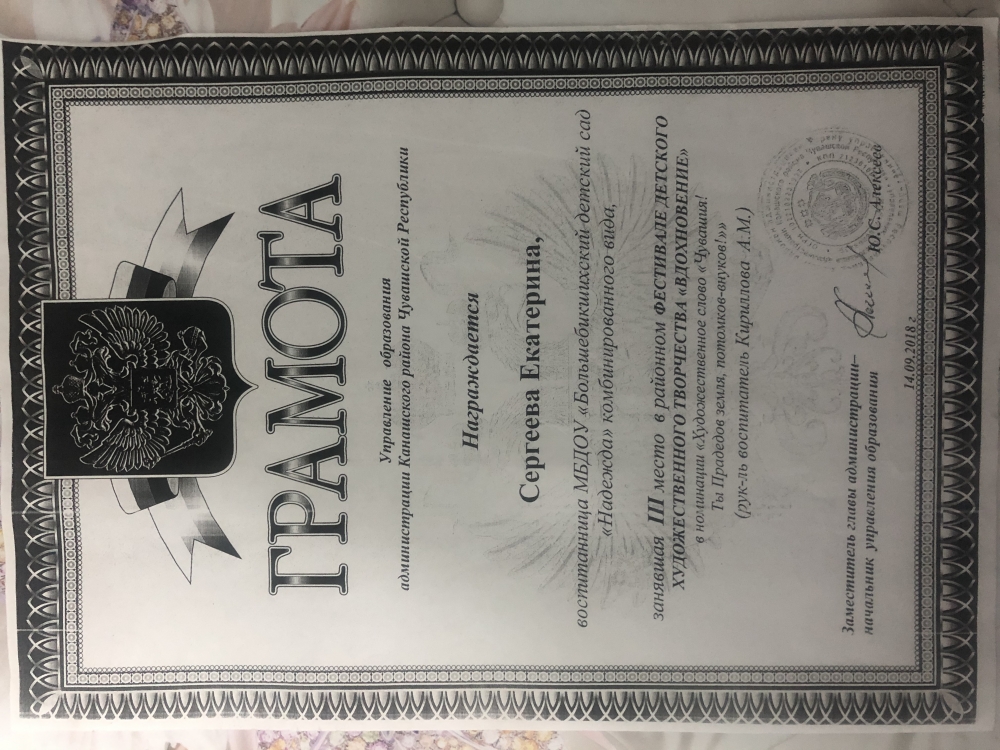 ГРАМОТА
Управление образования
администрации Канашского района Чувашской Республики
Награждается
Сергеева Екатерина,
воспитанница МБДОУ «Большебикшихский детский сад
«Надежда» комбинированного вида,
занявшая III место в районном ФЕСТИВАЛЕ ДЕТСКОГО
ХУДОЖЕСТВЕННОГО ТВОРЧЕСТВА «ВДОХНОВЕНИЕ»
в номинации «Художественное слово «Чувашия!
Ты Прадедов земля, потомков-внуков!»»
(рук-ль воспитатель Кириллова А.М.)
Заместитель главы администрации–
начальник управления образования Ю.С. Алексеев
14.09.2018 г